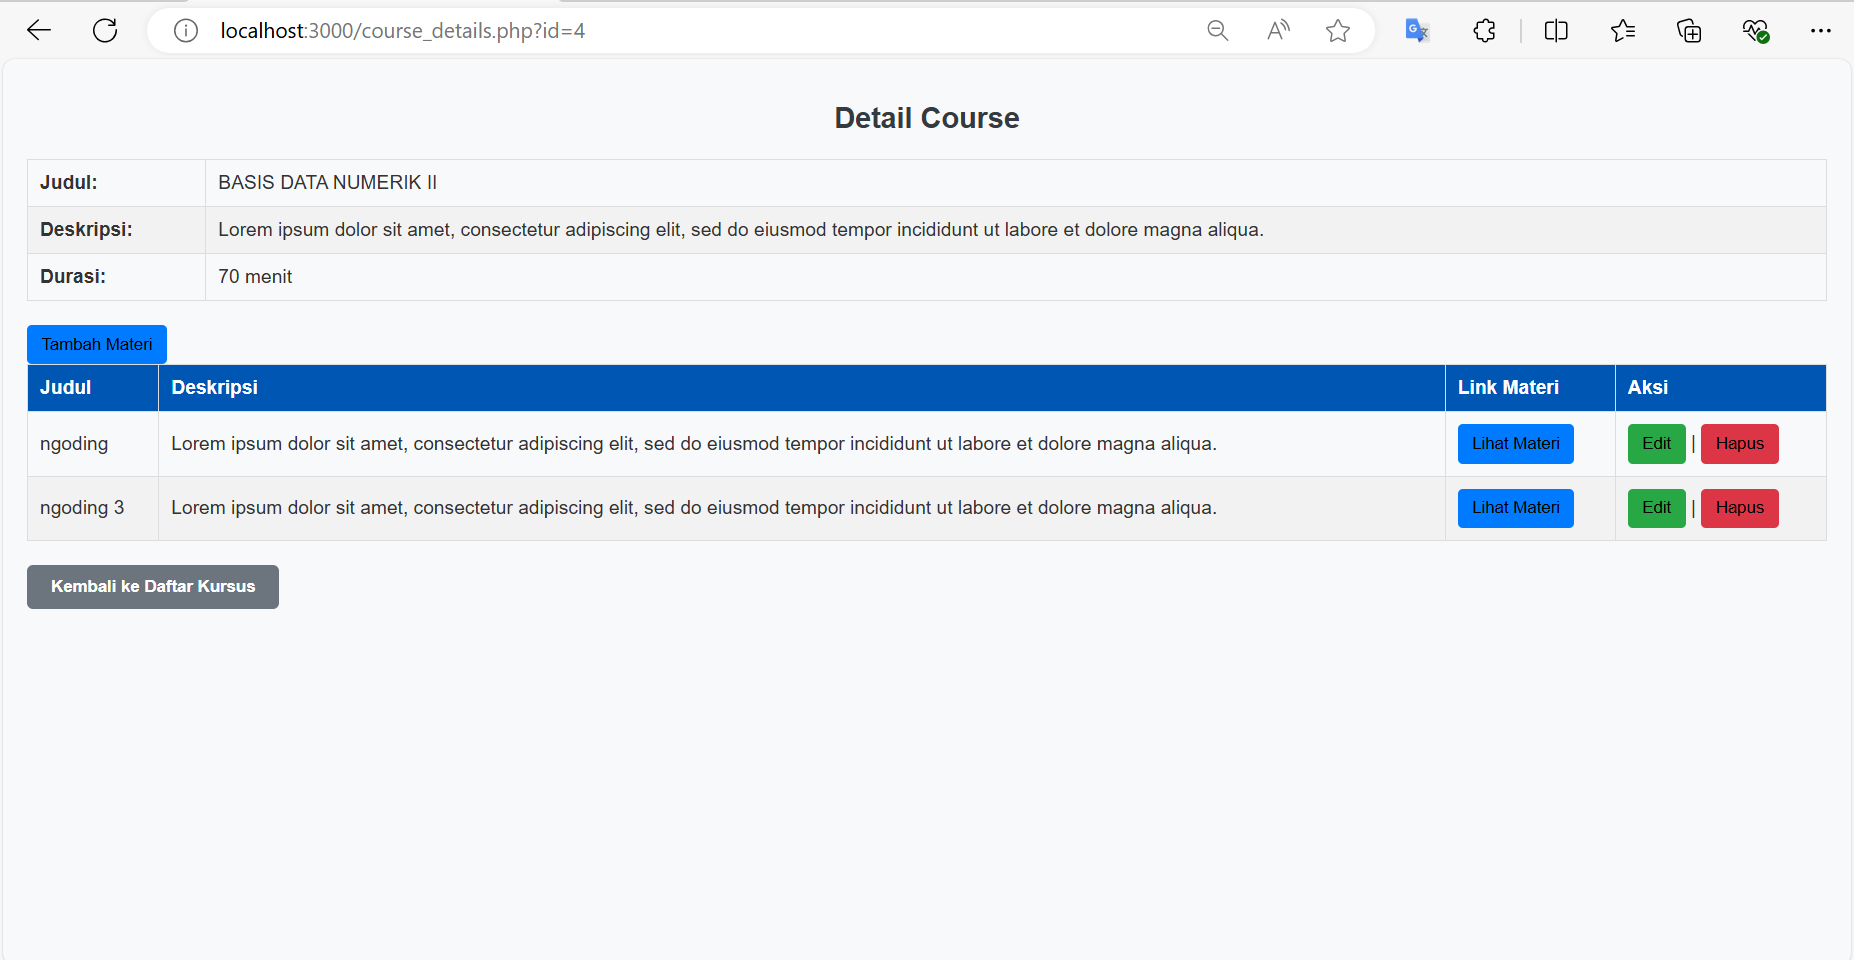 localhost:3000/course_details.php?id=4
Detail Course
Judul: BASIS DATA NUMERIK II
Deskripsi: Lorem ipsum dolor sit amet, consectetur adipiscing elit, sed do eiusmod tempor incididunt ut labore et dolore magna aliqua.
Durasi: 70 menit
Tambah Materi
Judul Deskripsi Link Materi Aksi
ngoding Lorem ipsum dolor sit amet, consectetur adipiscing elit, sed do eiusmod tempor incididunt ut labore et dolore magna aliqua. Lihat Materi Edit | Hapus
ngoding 3 Lorem ipsum dolor sit amet, consectetur adipiscing elit, sed do eiusmod tempor incididunt ut labore et dolore magna aliqua. Lihat Materi Edit | Hapus
Kembali ke Daftar Kursus